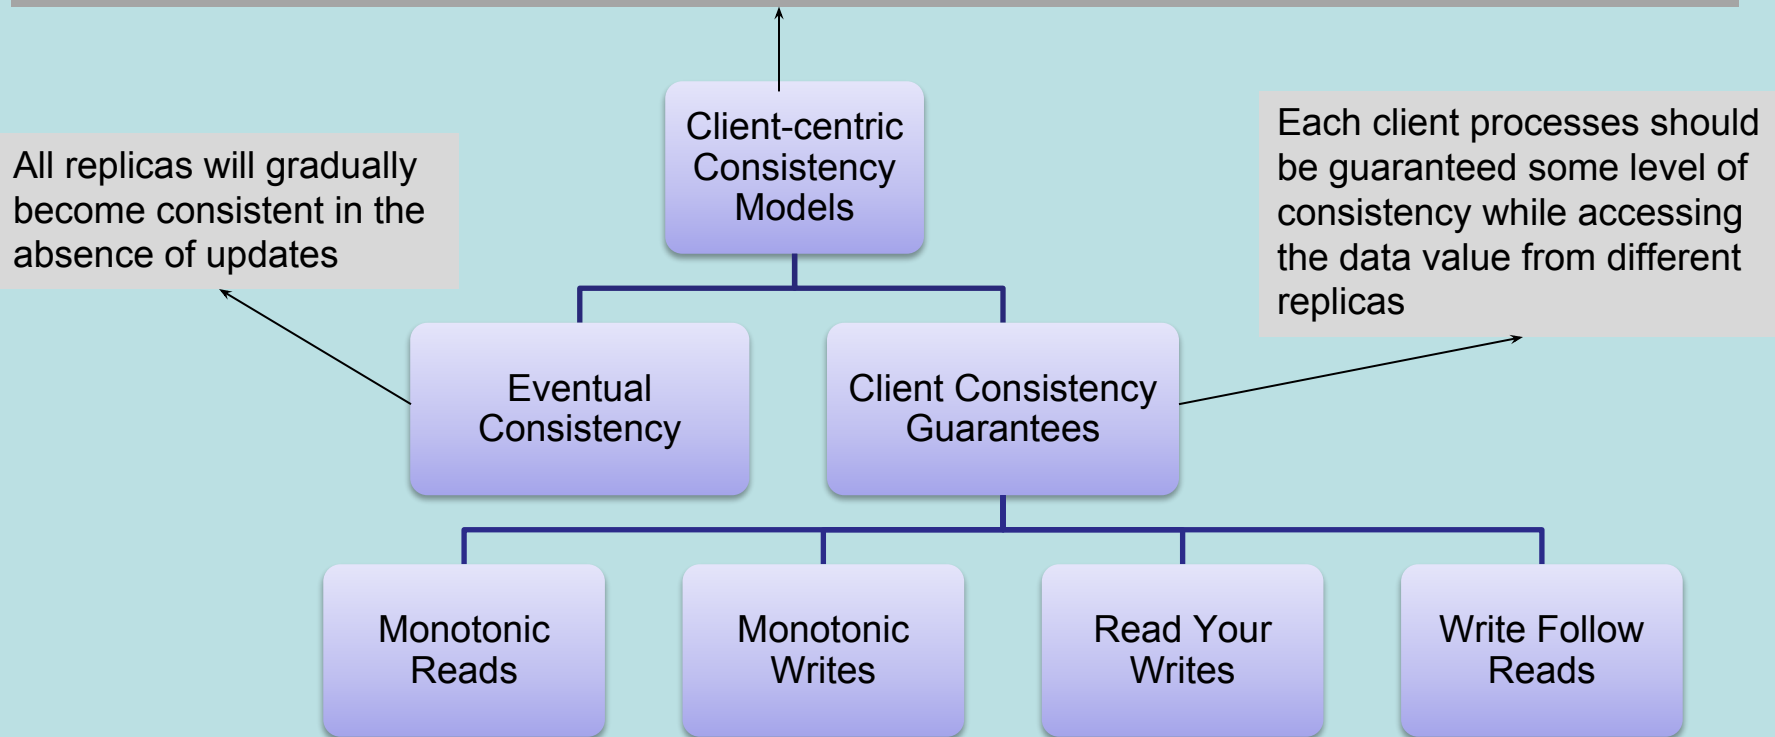 Client-centric
Consistency
Models
All replicas will gradually
become consistent in the
absence of updates
Each client processes should
be guaranteed some level of
consistency while accessing
the data value from different
replicas
Eventual
Consistency
Client Consistency
Guarantees
Monotonic
Reads
Monotonic
Writes
Read Your
Writes
Write Follow
Reads